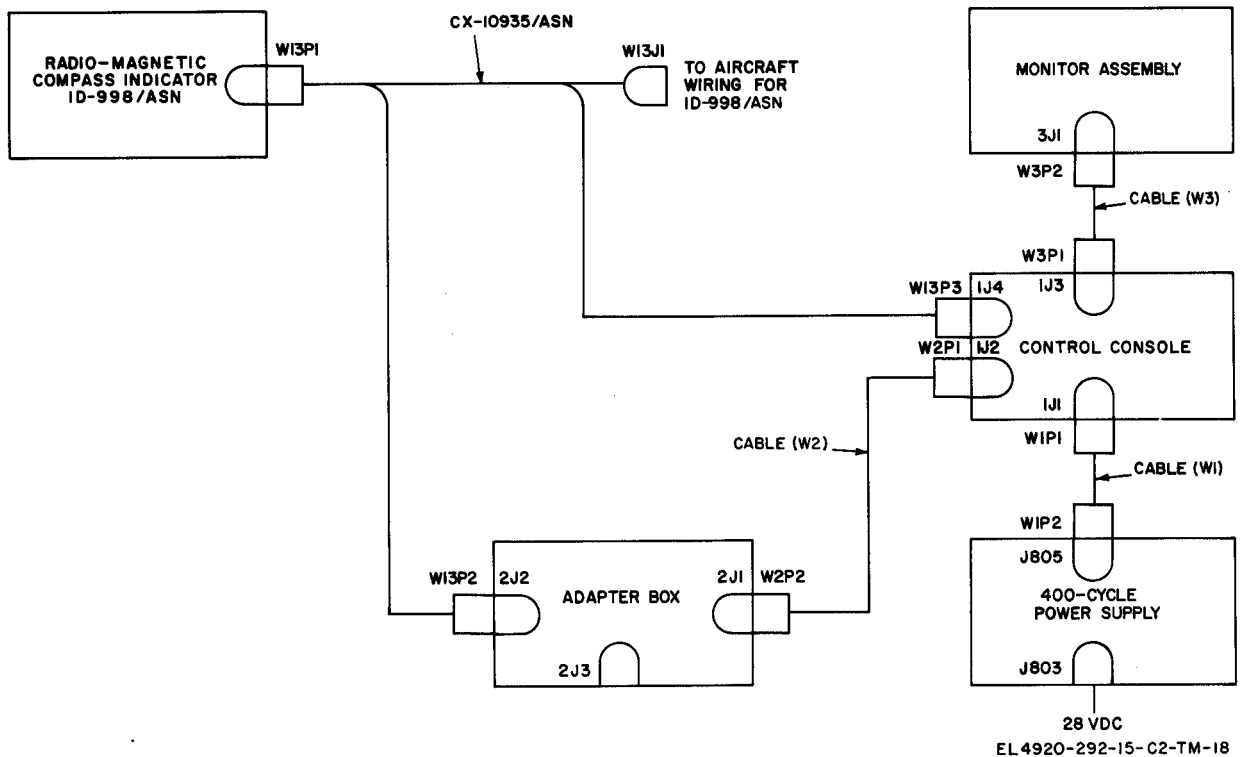 CX-10935/ASN
W13P1
W13J1
RADIO-MAGNETIC
COMPASS INDICATOR
ID-998/ASN
TO AIRCRAFT
WIRING FOR
ID-998/ASN
MONITOR ASSEMBLY
3J1
W3P2
CABLE (W3)
W3P1
1J3
W13P3
1J4
W2P1
1J2
CONTROL CONSOLE
1J1
W1P1
CABLE (W2)
CABLE (W1)
W1P2
J805
400-CYCLE
POWER SUPPLY
J803
28 VDC
W13P2
2J2
ADAPTER BOX
2J1
W2P2
2J3
EL4920-292-15-C2-TM-18